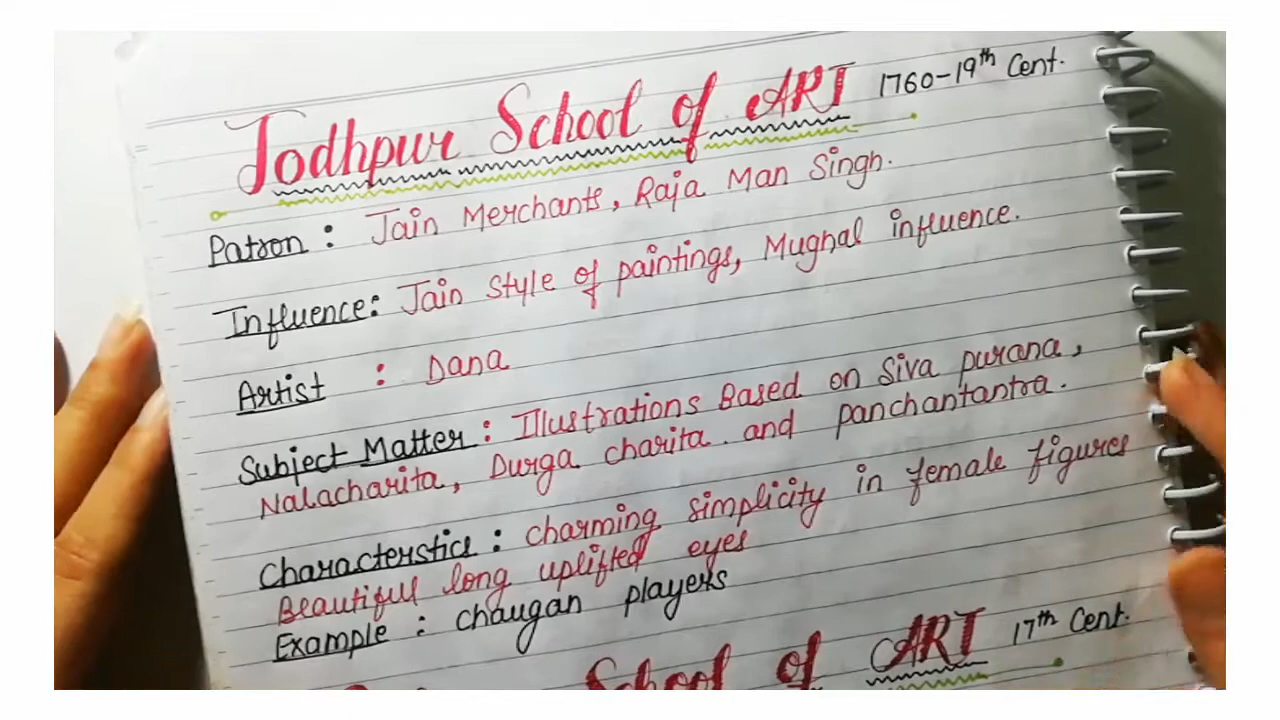 Jodhpur School of ART 1760-19th Cent.
Patron : Jain Merchants, Raja Man Singh.
Influence: Jain style of paintings, Mughal influence.
Artist : Dana
Subject Matter : Illustrations Based on Siva purana,
Nalacharita, Durga charita. and panchantantra.
Characterstics : charming simplicity in female figures
Beautifull long uplifted eyes
Example : chaugan players
School of ART 17th Cent.